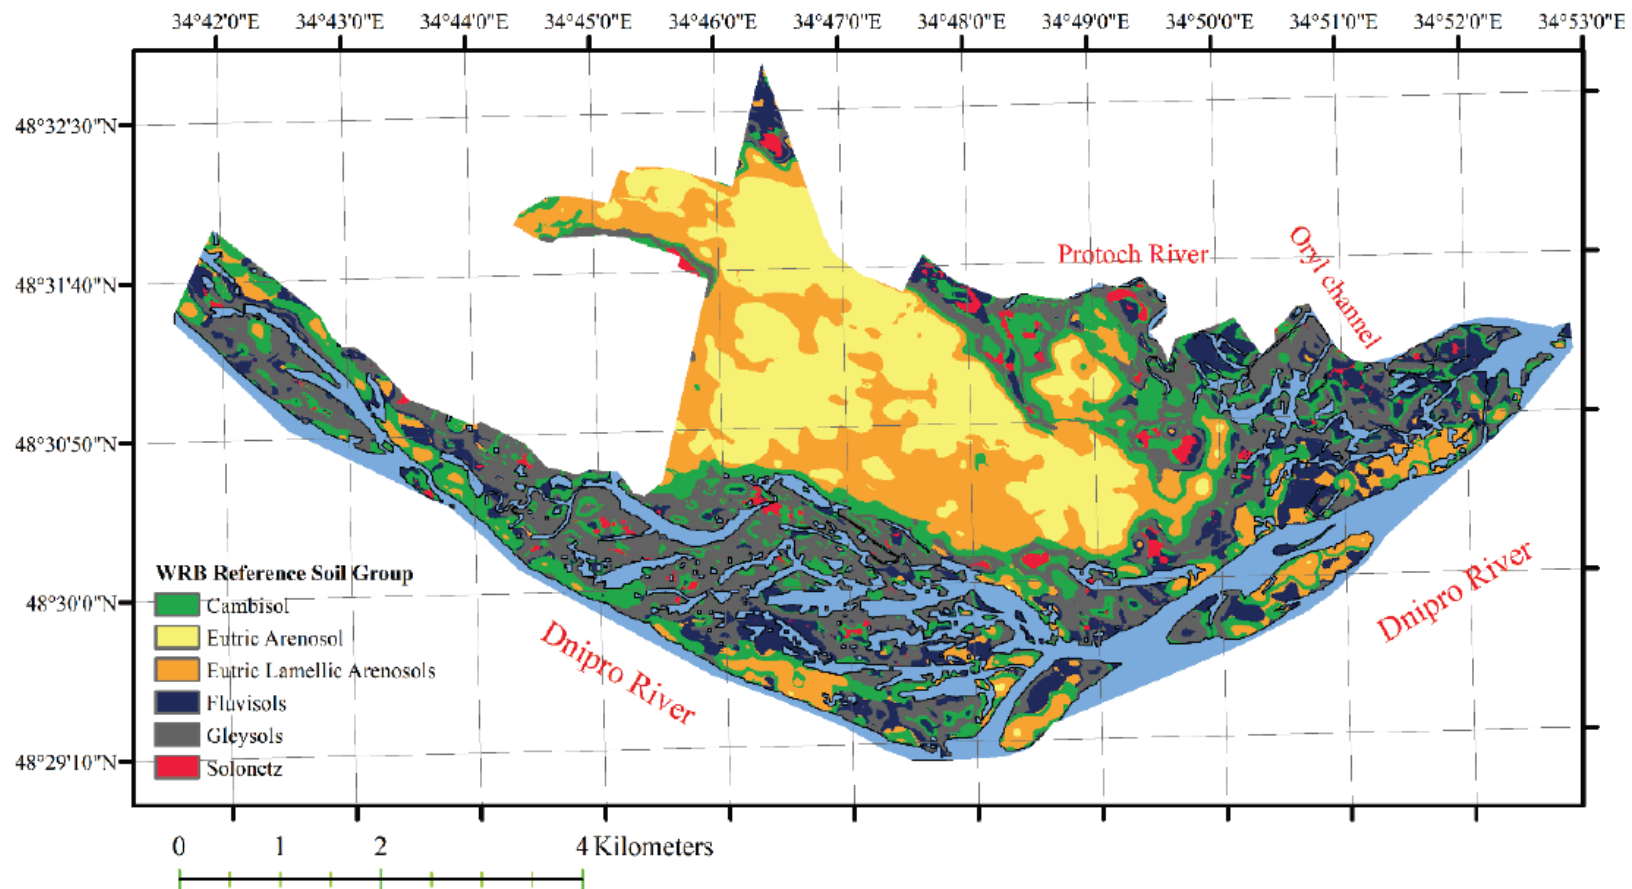 34°42'0"E 34°43'0"E 34°44'0"E 34°45'0"E 34°46'0"E 34°47'0"E 34°48'0"E 34°49'0"E 34°50'0"E 34°51'0"E 34°52'0"E 34°53'0"E
48°32'30"N
48°31'40"N
48°30'50"N
48°30'0"N
48°29'10"N
Protoch River
Oryl channel
Dnipro River
Dnipro River
WRB Reference Soil Group
Cambisol
Eutric Arenosol
Eutric Lamellic Arenosols
Fluvisols
Gleysols
Solonetz
0 1 2 4 Kilometers